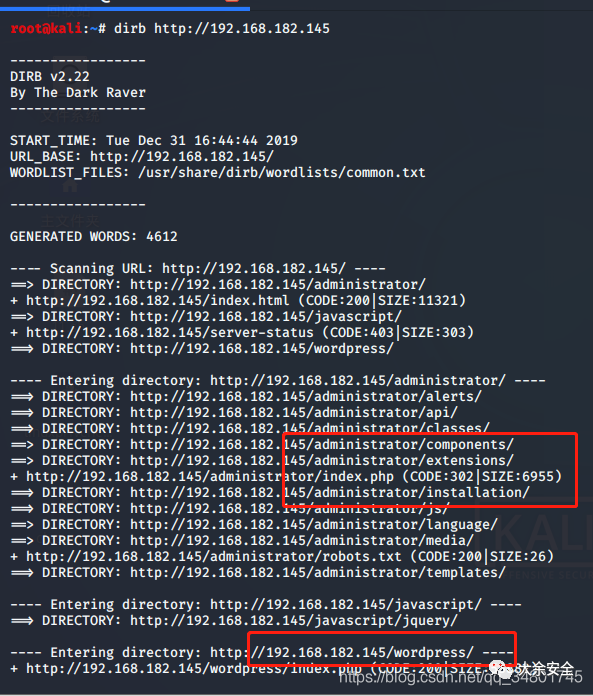 root@kali:~# dirb http://192.168.182.145
-----------------
DIRB v2.22
By The Dark Raver
-----------------
START_TIME: Tue Dec 31 16:44:44 2019
URL_BASE: http://192.168.182.145/
WORDLIST_FILES: /usr/share/dirb/wordlists/common.txt
-----------------
GENERATED WORDS: 4612
---- Scanning URL: http://192.168.182.145/ ----
==> DIRECTORY: http://192.168.182.145/administrator/
+ http://192.168.182.145/index.html (CODE:200|SIZE:11321)
==> DIRECTORY: http://192.168.182.145/javascript/
+ http://192.168.182.145/server-status (CODE:403|SIZE:303)
==> DIRECTORY: http://192.168.182.145/wordpress/
---- Entering directory: http://192.168.182.145/administrator/ ----
==> DIRECTORY: http://192.168.182.145/administrator/alerts/
==> DIRECTORY: http://192.168.182.145/administrator/api/
==> DIRECTORY: http://192.168.182.145/administrator/classes/
==> DIRECTORY: http://192.168.182.145/administrator/components/
==> DIRECTORY: http://192.168.182.145/administrator/extensions/
+ http://192.168.182.145/administrator/index.php (CODE:302|SIZE:6955)
==> DIRECTORY: http://192.168.182.145/administrator/installation/
==> DIRECTORY: http://192.168.182.145/administrator/js/
==> DIRECTORY: http://192.168.182.145/administrator/language/
==> DIRECTORY: http://192.168.182.145/administrator/media/
+ http://192.168.182.145/administrator/robots.txt (CODE:200|SIZE:26)
==> DIRECTORY: http://192.168.182.145/administrator/templates/
---- Entering directory: http://192.168.182.145/javascript/ ----
==> DIRECTORY: http://192.168.182.145/javascript/jquery/
---- Entering directory: http://192.168.182.145/wordpress/ ----
+ http://192.168.182.145/wordpress/index.php (CODE:200|SIZE:
大余安全
https://blog.csdn.net/qq_34801745
KALI